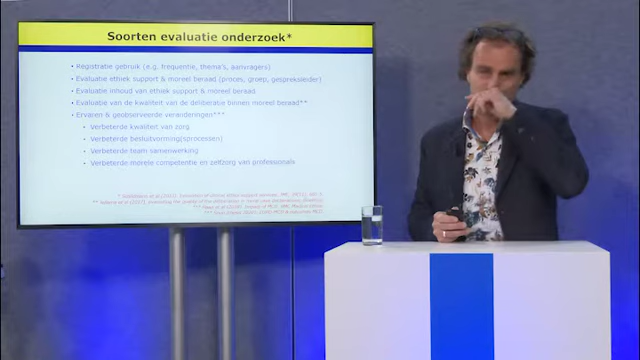 Soorten evaluatie onderzoek*
• Registratie gebruik (e.g. frequentie, thema's, aanvragers)
• Evaluatie ethiek support & moreel beraad (proces, groep, gespreksleider)
• Evaluatie inhoud van ethiek support & moreel beraad
• Evaluatie van de kwaliteit van de deliberatie binnen moreel beraad**
• Ervaren & geobserveerde veranderingen***
• Verbeterde kwaliteit van zorg
• Verbeterde besluitvorming(sprocessen)
• Verbeterde team samenwerking
• Verbeterde morele competentie en zelfzorg van professionals